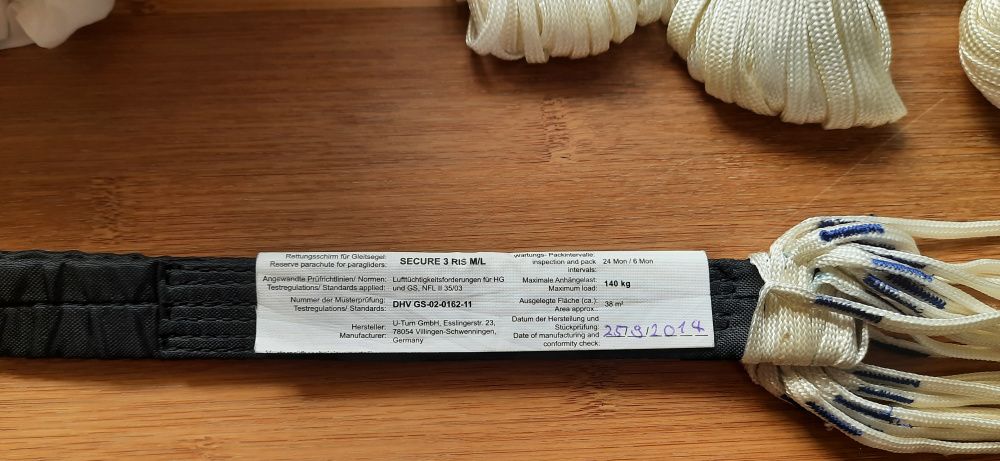 Rettungsschirm für Gleitsegel:
Reserve parachute for paragliders:
SECURE 3 RIS M/L
Angewandte Prüfrichtlinien/ Normen:
Testregulations/ Standards applied:
Lufttüchtigkeitsforderungen für HG
und GS, NFL II 35/03
Nummer der Musterprüfung:
Testregulations/ Standards:
DHV GS-02-0162-11
Hersteller:
Manufacturer:
U-Turn GmbH, Esslingerstr. 23,
78054 Villingen-Schwenningen,
Germany
Wartungs- Packintervalle:
inspection and pack
intervals:
24 Mon / 6 Mon
Maximale Anhängelast:
Maximum load:
140 kg
Ausgelegte Fläche (ca.):
Area approx.:
38 m²
Datum der Herstellung und
Stückprüfung:
Date of manufacturing and
conformity check: